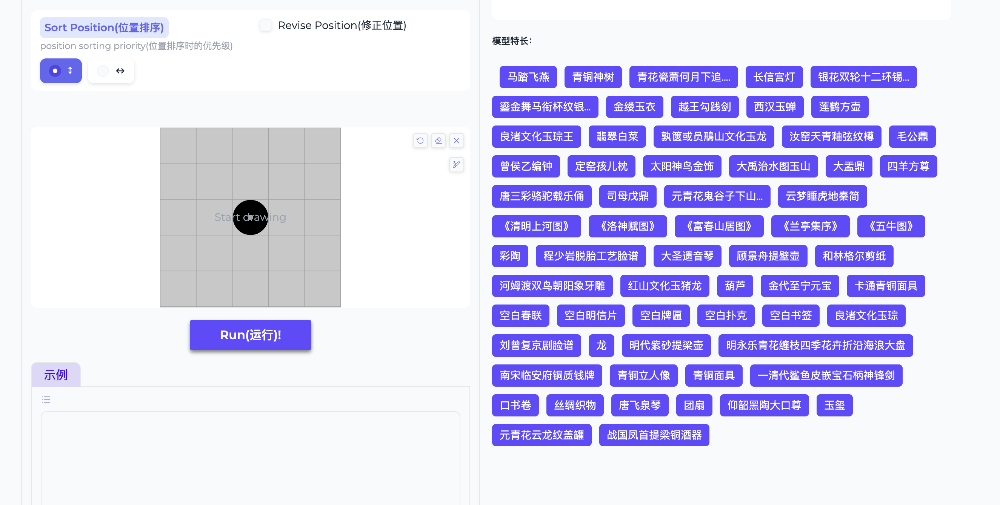 Sort Position(位置排序)
Revise Position(修正位置)
position sorting priority(位置排序时的优先级)
Start drawing
Run(运行)!
示例
模型特长：
马踏飞燕 青铜神树 青花瓷萧何月下追.... 长信宫灯 银花双轮十二环锡...
鎏金舞马衔杯纹银... 金缕玉衣 越王勾践剑 西汉玉蝉 莲鹤方壶
良渚文化玉琮王 翡翠白菜 孰箧或员鳱山文化玉龙 汝窑天青釉弦纹樽 毛公鼎
曾侯乙编钟 定窑孩儿枕 太阳神鸟金饰 大禹治水图玉山 大盂鼎 四羊方尊
唐三彩骆驼载乐俑 司母戊鼎 元青花鬼谷子下山... 云梦睡虎地秦简
《清明上河图》 《洛神赋图》 《富春山居图》 《兰亭集序》 《五牛图》
彩陶 程少岩脱胎工艺脸谱 大圣遗音琴 顾景舟提壁壶 和林格尔剪纸
河姆渡双鸟朝阳象牙雕 红山文化玉猪龙 葫芦 金代至宁元宝 卡通青铜面具
空白春联 空白明信片 空白牌匾 空白扑克 空白书签 良渚文化玉琮
刘曾复京剧脸谱 龙 明代紫砂提梁壶 明永乐青花缠枝四季花卉折沿海浪大盘
南宋临安府铜质钱牌 青铜立人像 青铜面具 一清代鲨鱼皮嵌宝石柄神锋剑
口书卷 丝绸织物 唐飞泉琴 团扇 仰韶黑陶大口尊 玉玺
元青花云龙纹盖罐 战国凤首提梁铜酒器